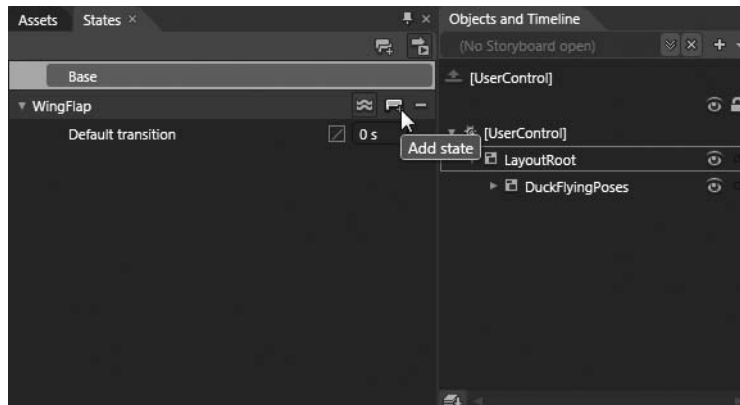 Assets States × Objects and Timeline
(No Storyboard open)
Base
[UserControl]
WingFlap
Default transition 0 s
Add state
[UserControl]
LayoutRoot
DuckFlyingPoses